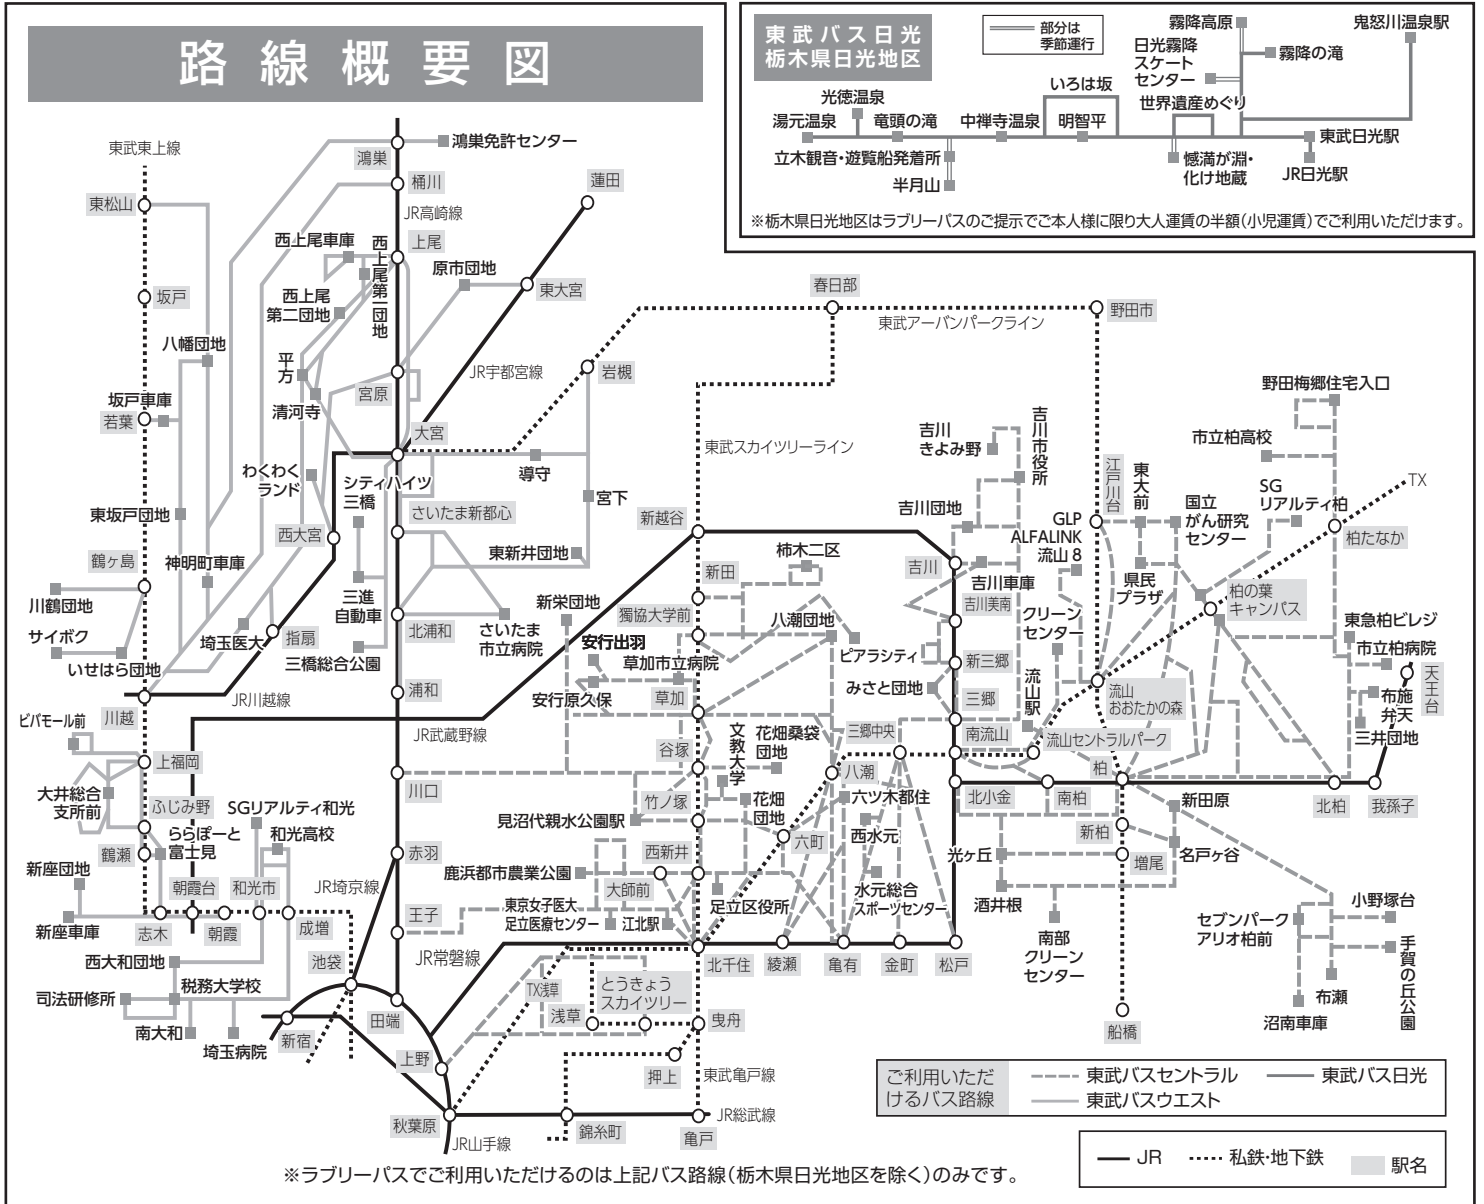 路線概要図
東武バス日光
栃木県日光地区
部分は
季節運行
霧降高原
鬼怒川温泉駅
日光霧降
スケート
センター
霧降の滝
いろは坂
光徳温泉
世界遺産めぐり
湯元温泉
竜頭の滝
中禅寺温泉
明智平
東武日光駅
立木観音・遊覧船発着所
憾満が淵・
化け地蔵
JR日光駅
半月山
※栃木県日光地区はラブリーパスのご提示でご本人様に限り大人運賃の半額(小児運賃)でご利用いただけます。
東武東上線
鴻巣
鴻巣免許センター
東松山
桶川
蓮田
JR高崎線
西上尾車庫
西上尾第一団地
上尾
原市団地
坂戸
西上尾
第二団地
東大宮
春日部
野田市
東武アーバンパークライン
八幡団地
平方
JR宇都宮線
岩槻
宮原
野田梅郷住宅入口
坂戸車庫
若葉
清河寺
大宮
東武スカイツリーライン
吉川
きよみ野
吉川市役所
市立柏高校
わくわく
ランド
シティハイツ
三橋
導守
江戸川台
東大前
国立
がん研究
センター
SG
リアルティ柏
TX
宮下
東坂戸団地
さいたま新都心
新越谷
吉川団地
GLP
ALFALINK
流山8
西大宮
柏たなか
鶴ヶ島
神明町車庫
東新井団地
柿木二区
新田
吉川
吉川車庫
県民
プラザ
川鶴団地
三進
自動車
新栄団地
獨協大学前
八潮団地
吉川美南
クリーン
センター
柏の葉
キャンパス
サイボク
埼玉医大
指扇
北浦和
さいたま
市立病院
安行出羽
草加市立病院
ピアラシティ
新三郷
東急柏ビレジ
市立柏病院
いせはら団地
三橋総合公園
JR川越線
浦和
安行原久保
草加
みさと団地
三郷
流山駅
流山
おおたかの森
布施
弁天
天王台
川越
ビバモール前
JR武蔵野線
谷塚
文教大学
花畑桑袋
団地
三郷中央
南流山
流山セントラルパーク
三井団地
上福岡
川口
八潮
柏
大井総合
支所前
ふじみ野
SGリアルティ和光
竹ノ塚
花畑
団地
六ツ木都住
北小金
南柏
新田原
北柏
我孫子
ららぽーと
富士見
和光高校
見沼代親水公園駅
西水元
新柏
鶴瀬
赤羽
西新井
六町
光ヶ丘
名戸ヶ谷
増尾
新座団地
朝霞台
和光市
JR埼京線
鹿浜都市農業公園
大師前
水元総合
スポーツセンター
酒井根
小野塚台
王子
東京女子医大
足立医療センター
江北駅
足立区役所
セブンパーク
アリオ柏前
新座車庫
志木
朝霞
成増
南部
クリーン
センター
手賀の丘公園
西大和団地
池袋
JR常磐線
北千住
綾瀬
亀有
金町
松戸
布瀬
司法研修所
税務大学校
TX浅草
とうきょう
スカイツリー
沼南車庫
南大和
埼玉病院
新宿
田端
浅草
曳舟
船橋
上野
押上
東武亀戸線
ご利用いただ
けるバス路線
東武バスセントラル
東武バス日光
東武バスウエスト
秋葉原
JR山手線
錦糸町
亀戸
JR総武線
JR
私鉄・地下鉄
駅名
※ラブリーパスでご利用いただけるのは上記バス路線(栃木県日光地区を除く)のみです。